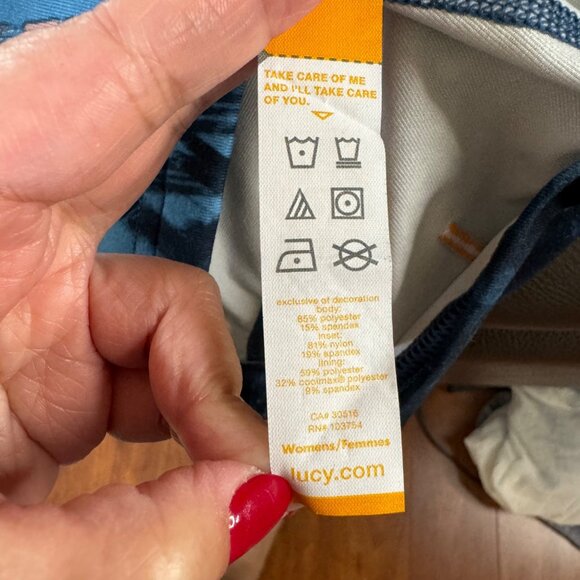 TAKE CARE OF ME
AND I'LL TAKE CARE
OF YOU.
exclusive of decoration
body:
85% polyester
15% spandex
inset:
81% nylon
19% spandex
lining:
59% polyester
32% coolmax® polyester
9% spandex
CA# 30516
RN# 103754
Womens/Femmes
lucy.com